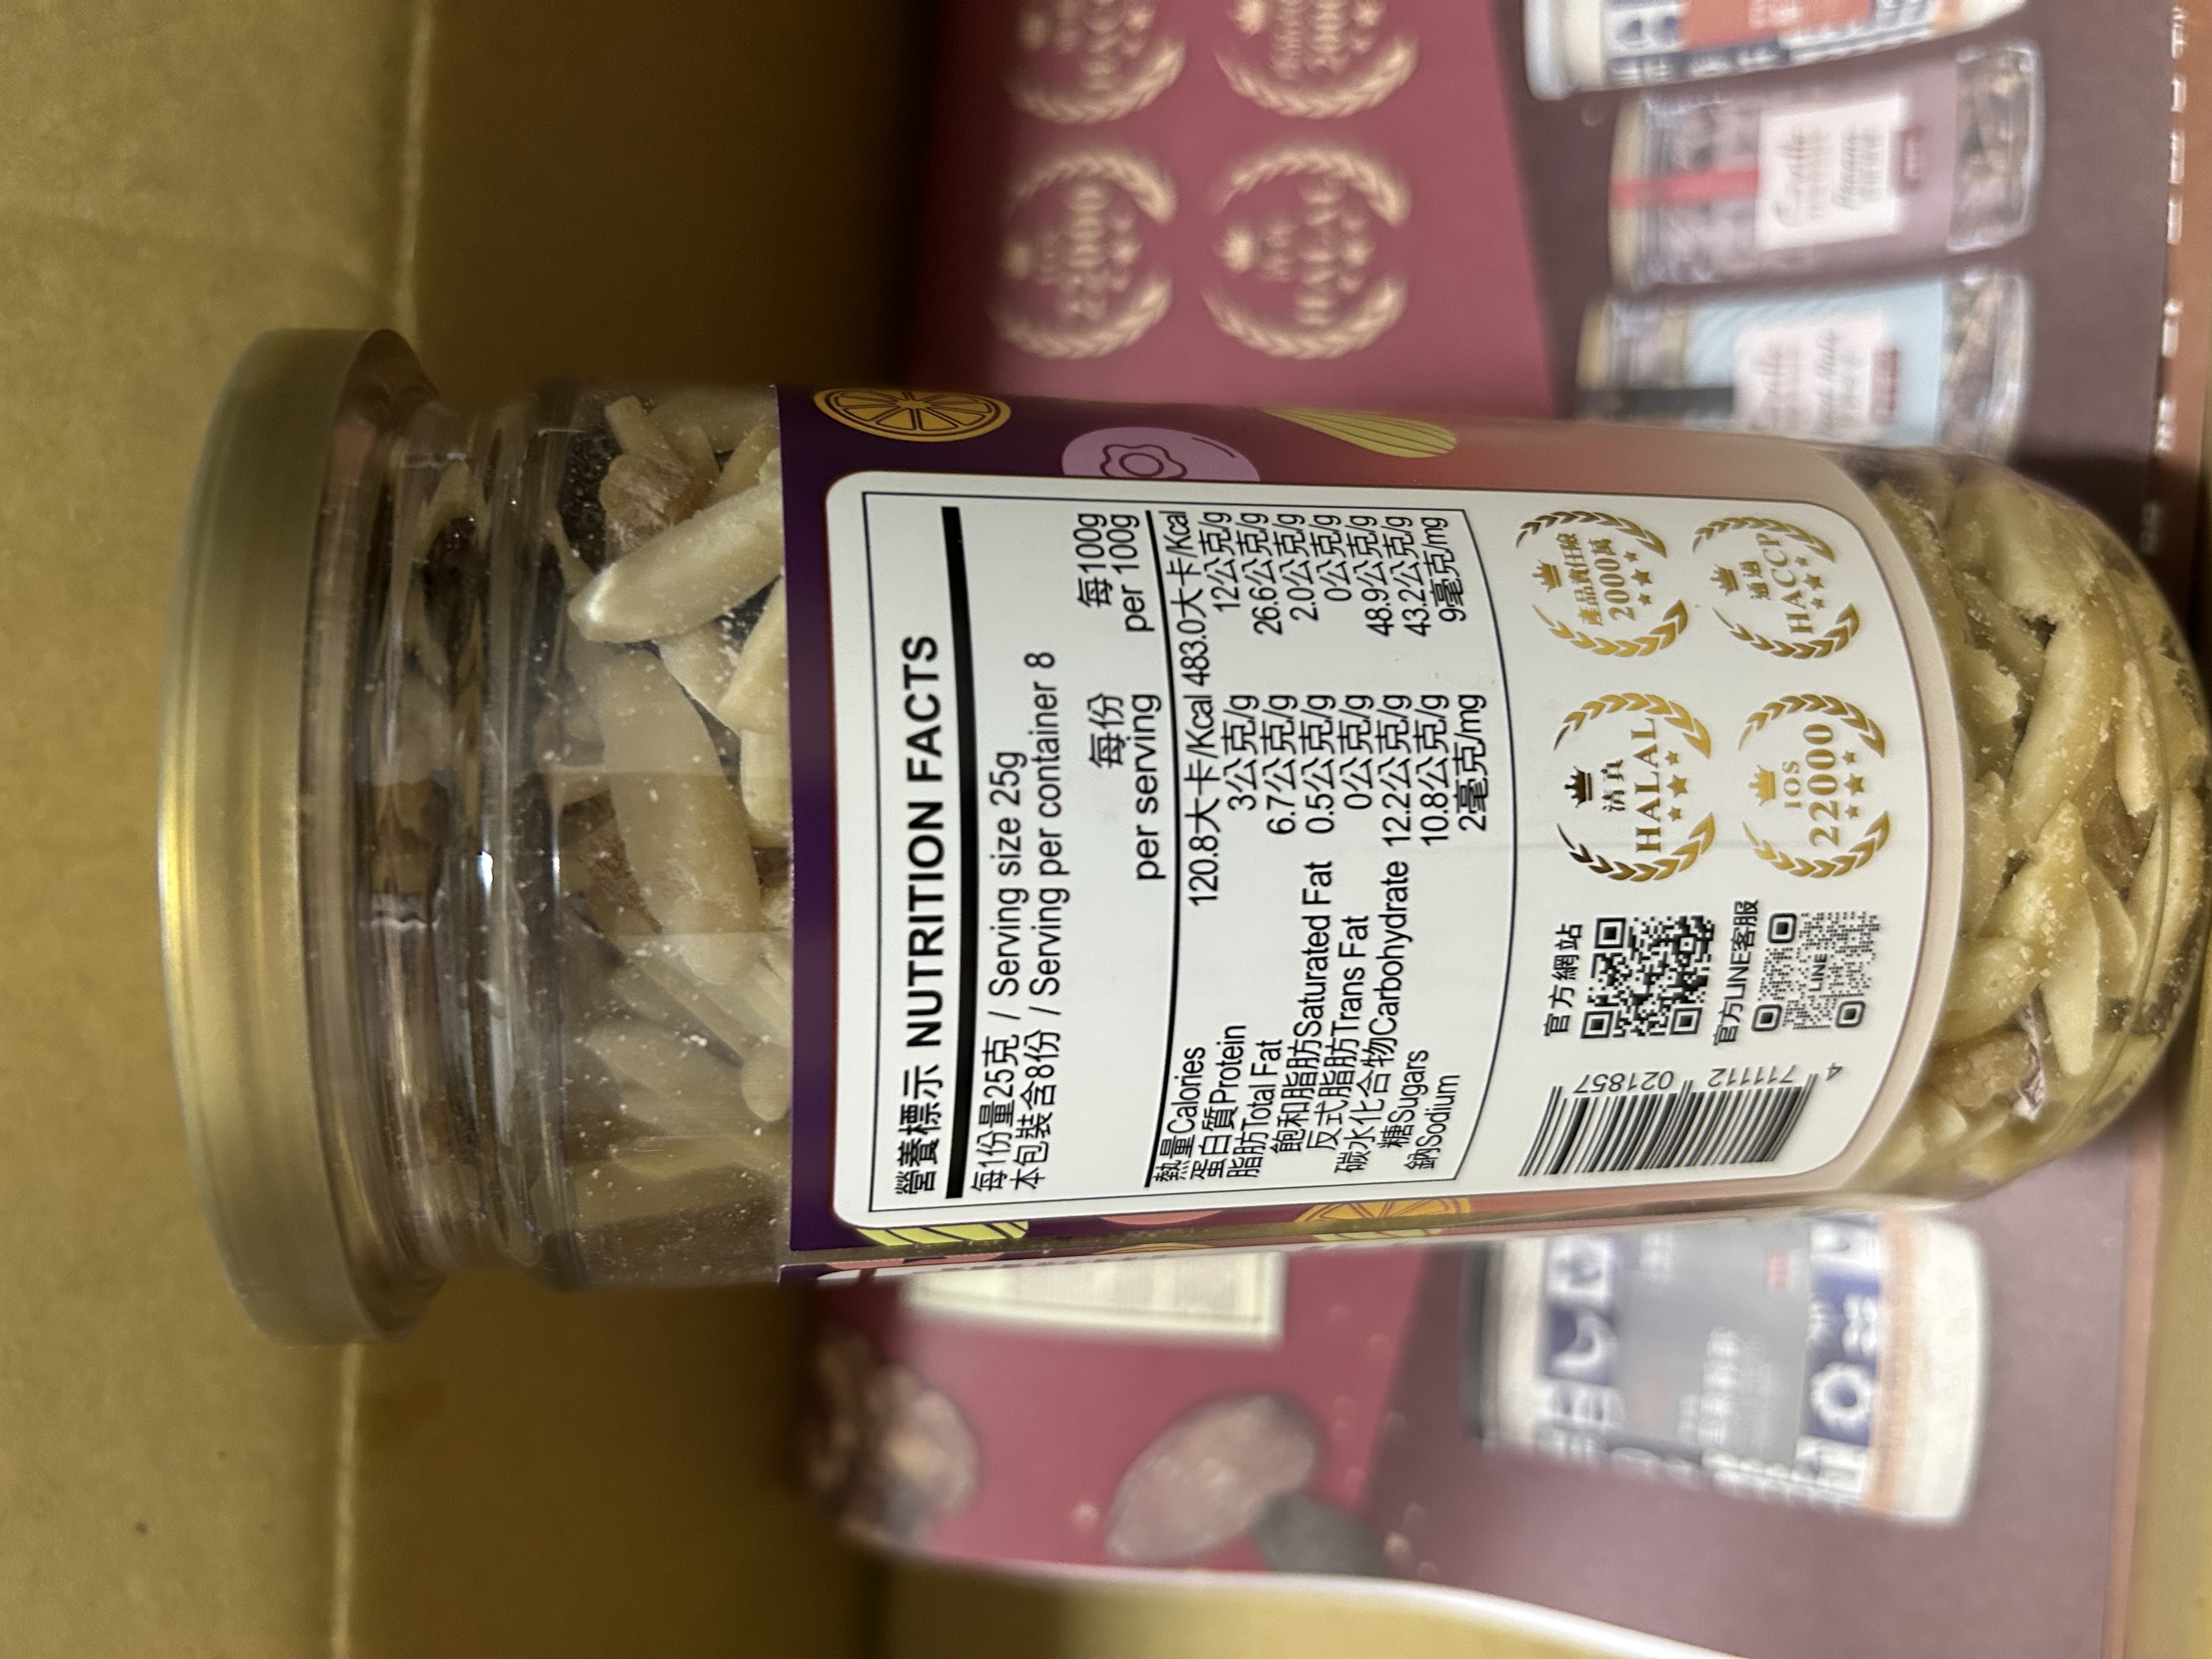 營養標示 NUTRITION FACTS
每1份量25克 / Serving size 25g
本包裝含8份 / Serving per container 8
每份 每100g
per serving per 100g
熱量Calories 120.8大卡/Kcal 483.0大卡/Kcal
蛋白質Protein 3公克/g 12公克/g
脂肪Total Fat 6.7公克/g 26.6公克/g
飽和脂肪Saturated Fat 0.5公克/g 2.0公克/g
反式脂肪Trans Fat 0公克/g 0公克/g
碳水化合物Carbohydrate 12.2公克/g 48.9公克/g
糖Sugars 10.8公克/g 43.2公克/g
鈉Sodium 2毫克/mg 9毫克/mg
官方網站
官方LINE客服
LINE
4 711112 021857
清真
HALAL
產品責任險
2000萬
IOS
22000
通過
HACCP
22000
HALAL